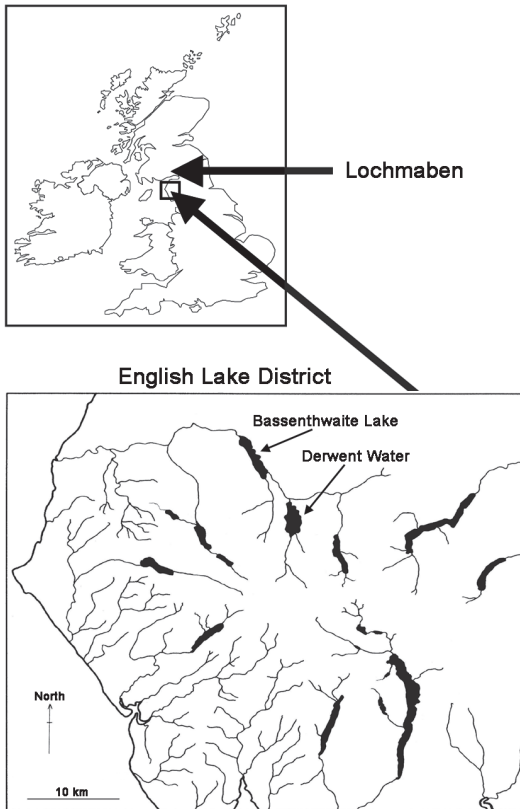 Lochmaben
English Lake District
Bassenthwaite Lake
Derwent Water
North
10 km